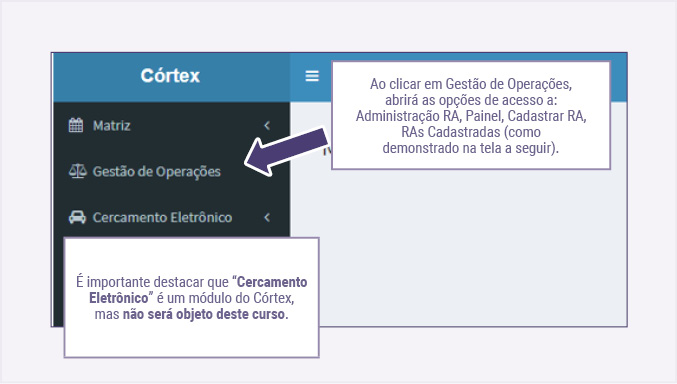 Córtex
Ao clicar em Gestão de Operações,
abrirá as opções de acesso a:
Administração RA, Painel, Cadastrar RA,
RAs Cadastradas (como
demonstrado na tela a seguir).
Matriz
Gestão de Operações
Cercamento Eletrônico
É importante destacar que “Cercamento
Eletrônico” é um módulo do Córtex,
mas não será objeto deste curso.